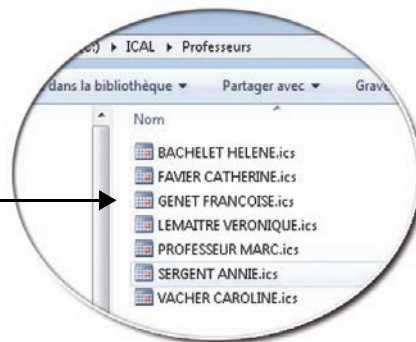 ▸ ICAL ▸ Professeurs
dans la bibliothèque ▼ Partager avec ▼
Nom
BACHELET HELENE.ics
FAVIER CATHERINE.ics
GENET FRANCOISE.ics
LEMAITRE VERONIQUE.ics
PROFESSEUR MARC.ics
SERGENT ANNIE.ics
VACHER CAROLINE.ics